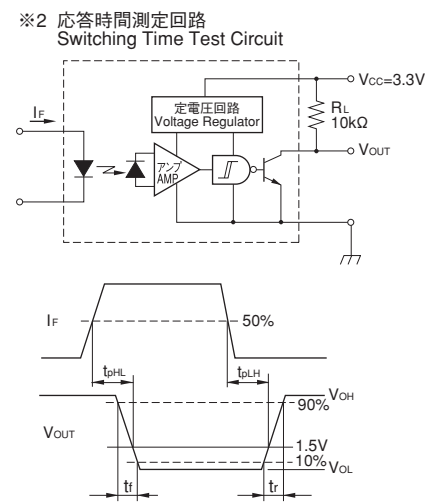 ※2 応答時間測定回路
Switching Time Test Circuit
IF
定電圧回路
Voltage Regulator
アンプ
AMP
VCC=3.3V
RL
10kΩ
VOUT
IF
50%
tpHL
tpLH
VOH
90%
VOUT
1.5V
10%
VOL
tf
tr